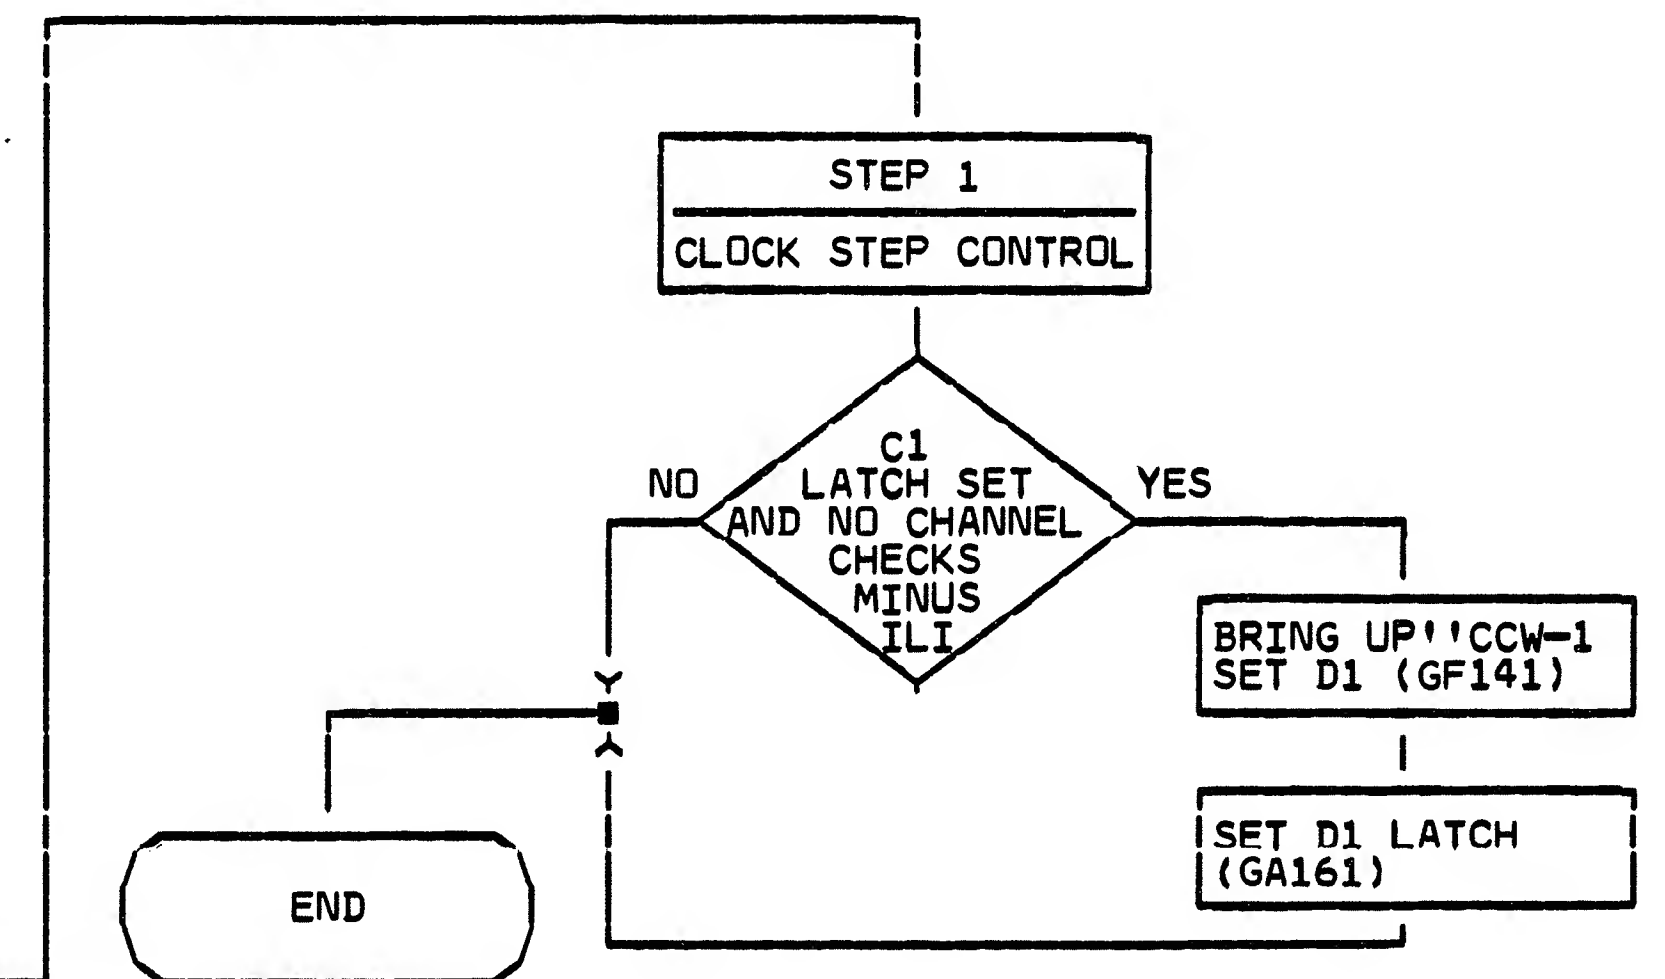 STEP 1
CLOCK STEP CONTROL
C1
LATCH SET
AND NO CHANNEL
CHECKS
MINUS
ILI
NO
YES
BRING UP''CCW-1
SET D1 (GF141)
SET D1 LATCH
(GA161)
END